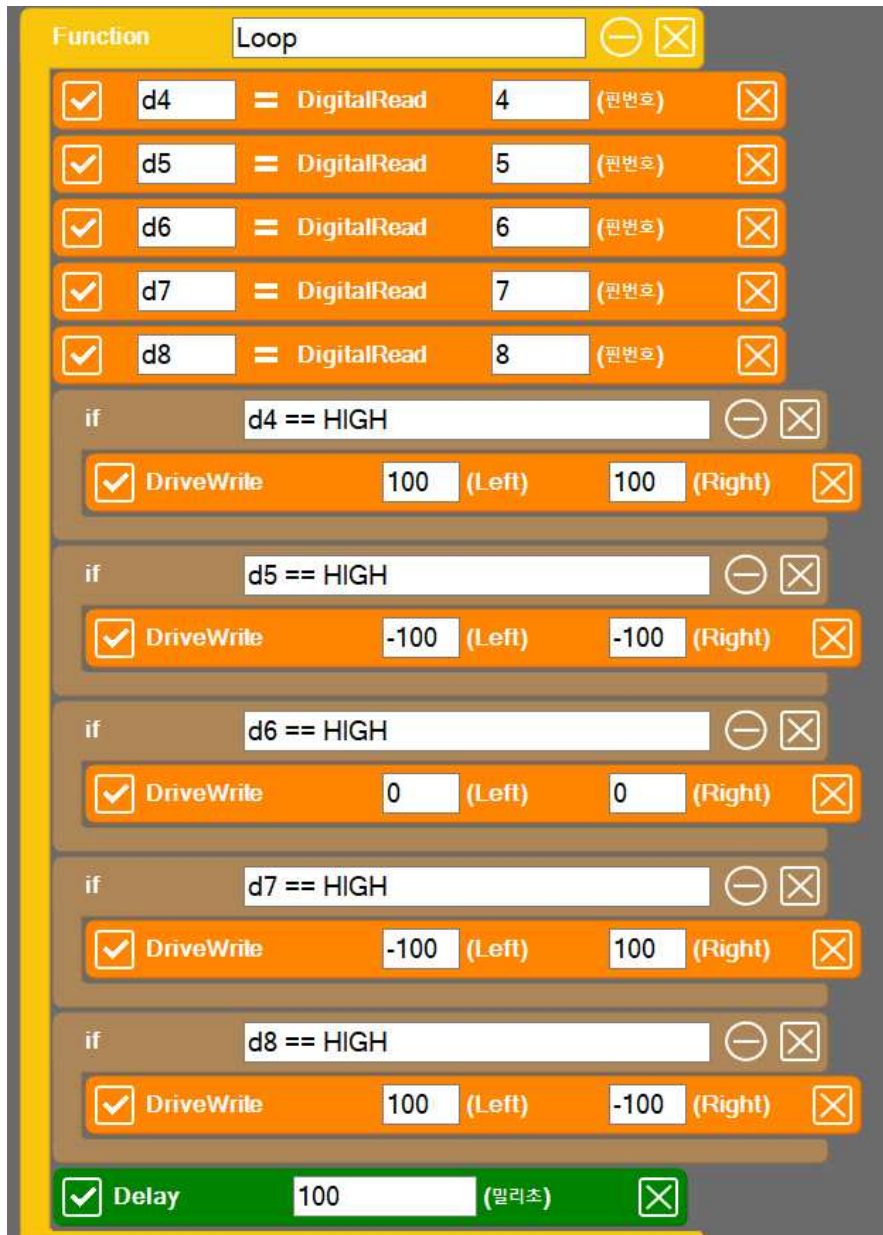 Function Loop
d4 = DigitalRead 4 (핀번호)
d5 = DigitalRead 5 (핀번호)
d6 = DigitalRead 6 (핀번호)
d7 = DigitalRead 7 (핀번호)
d8 = DigitalRead 8 (핀번호)
if d4 == HIGH
DriveWrite 100 (Left) 100 (Right)
if d5 == HIGH
DriveWrite -100 (Left) -100 (Right)
if d6 == HIGH
DriveWrite 0 (Left) 0 (Right)
if d7 == HIGH
DriveWrite -100 (Left) 100 (Right)
if d8 == HIGH
DriveWrite 100 (Left) -100 (Right)
Delay 100 (밀리초)